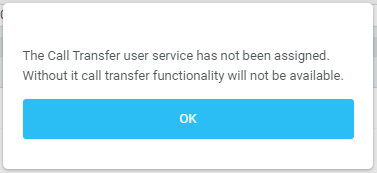 The Call Transfer user service has not been assigned.
Without it call transfer functionality will not be available.
OK